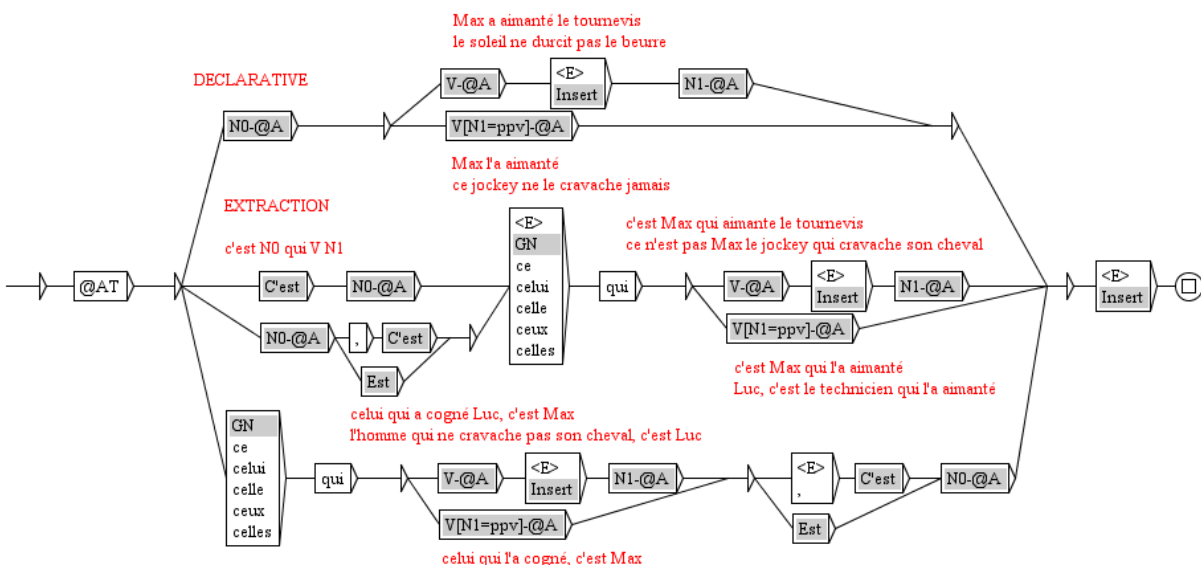 Max a aimanté le tournevis
le soleil ne durcit pas le beurre
DECLARATIVE
<E>
V-@A
Insert
N1-@A
N0-@A
V[N1=ppv]-@A
Max l'a aimanté
ce jockey ne le cravache jamais
EXTRACTION
c'est N0 qui V N1
<E>
GN
ce
celui
celle
ceux
celles
c'est Max qui aimante le tournevis
ce n'est pas Max le jockey qui cravache son cheval
@AT
C'est
N0-@A
qui
V-@A
<E>
Insert
N1-@A
<E>
Insert
N0-@A
,
C'est
Est
V[N1=ppv]-@A
c'est Max qui l'a aimanté
Luc, c'est le technicien qui l'a aimanté
celui qui a cogné Luc, c'est Max
l'homme qui ne cravache pas son cheval, c'est Luc
GN
ce
celui
celle
ceux
celles
qui
V-@A
<E>
Insert
N1-@A
V[N1=ppv]-@A
<E>
,
C'est
N0-@A
Est
celui qui l'a cogné, c'est Max